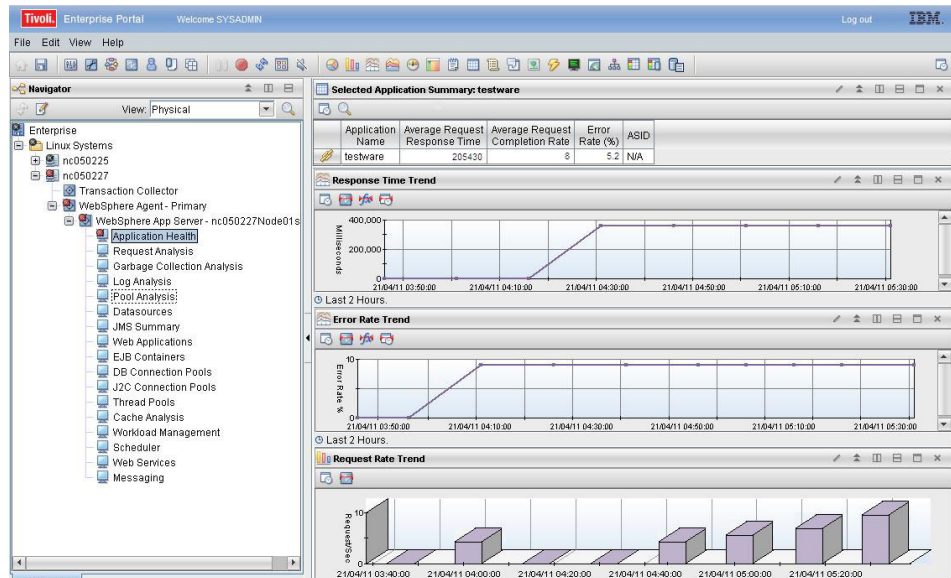 Tivoli. Enterprise Portal Welcome SYSADMIN Log out IBM.
File Edit View Help
Navigator
View: Physical
Enterprise
Linux Systems
nc050225
nc050227
Transaction Collector
WebSphere Agent - Primary
WebSphere App Server - nc050227Node01s
Application Health
Request Analysis
Garbage Collection Analysis
Log Analysis
Pool Analysis
Datasources
JMS Summary
Web Applications
EJB Containers
DB Connection Pools
J2C Connection Pools
Thread Pools
Cache Analysis
Workload Management
Scheduler
Web Services
Messaging
Selected Application Summary: testware
Application Name Average Request Response Time Average Request Completion Rate Error Rate (%) ASID
testware 205430 8 5.2 N/A
Response Time Trend
Milliseconds
400,000
200,000
0
21/04/11 03:50:00 21/04/11 04:10:00 21/04/11 04:30:00 21/04/11 04:50:00 21/04/11 05:10:00 21/04/11 05:30:00
Last 2 Hours.
Error Rate Trend
Error Rate %
10
0
21/04/11 03:50:00 21/04/11 04:10:00 21/04/11 04:30:00 21/04/11 04:50:00 21/04/11 05:10:00 21/04/11 05:30:00
Last 2 Hours.
Request Rate Trend
Request/Sec
10
0
21/04/11 03:40:00 21/04/11 04:00:00 21/04/11 04:20:00 21/04/11 04:40:00 21/04/11 05:00:00 21/04/11 05:20:00